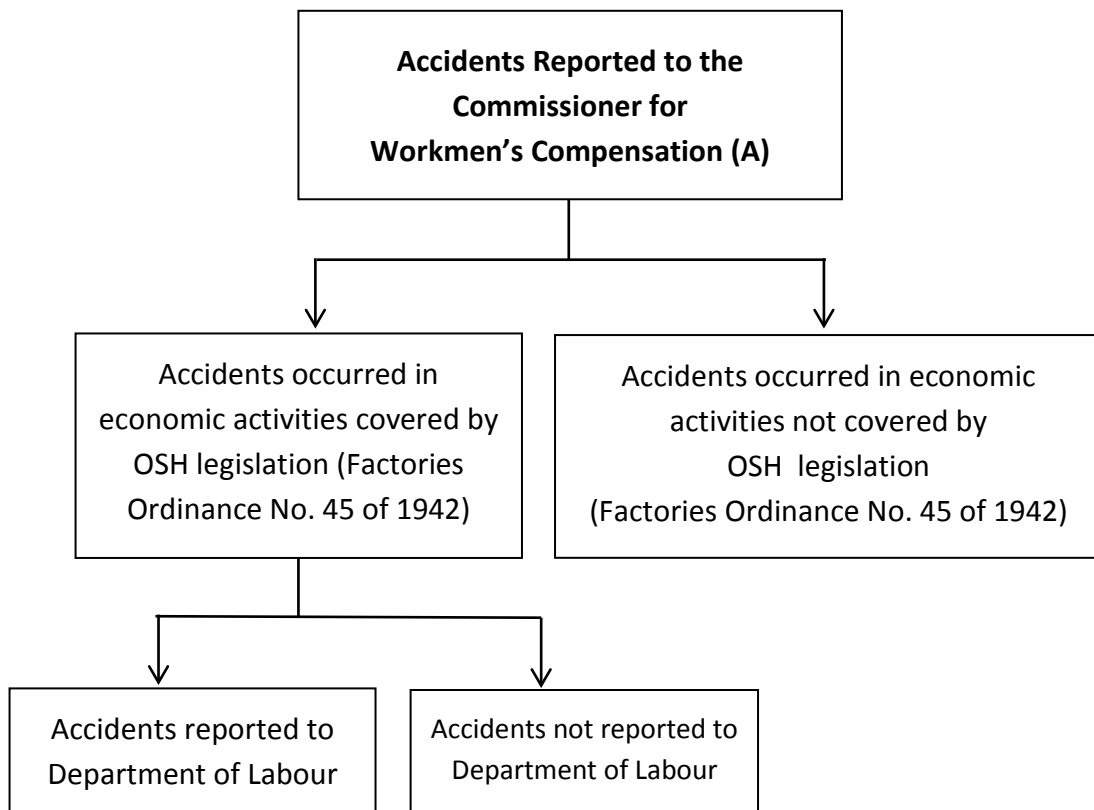 Accidents Reported to the
Commissioner for
Workmen’s Compensation (A)
Accidents occurred in
economic activities covered by
OSH legislation (Factories
Ordinance No. 45 of 1942)
Accidents occurred in economic
activities not covered by
OSH legislation
(Factories Ordinance No. 45 of 1942)
Accidents reported to
Department of Labour
Accidents not reported to
Department of Labour